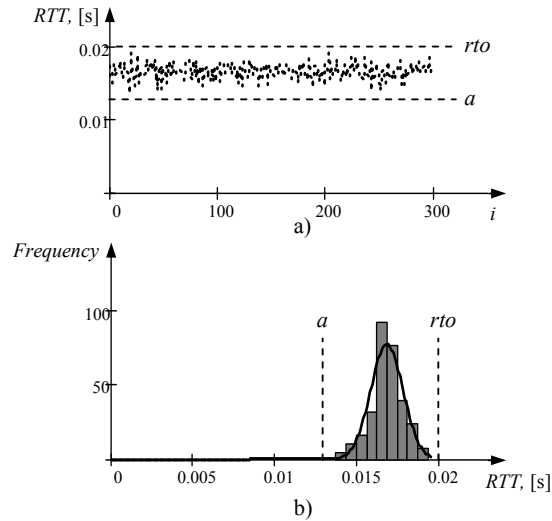 RTT, [s]
0.02
rto
a
0.01
0 100 200 300
i
a)
Frequency
100
a rto
50
0 0.005 0.01 0.015 0.02
RTT, [s]
b)